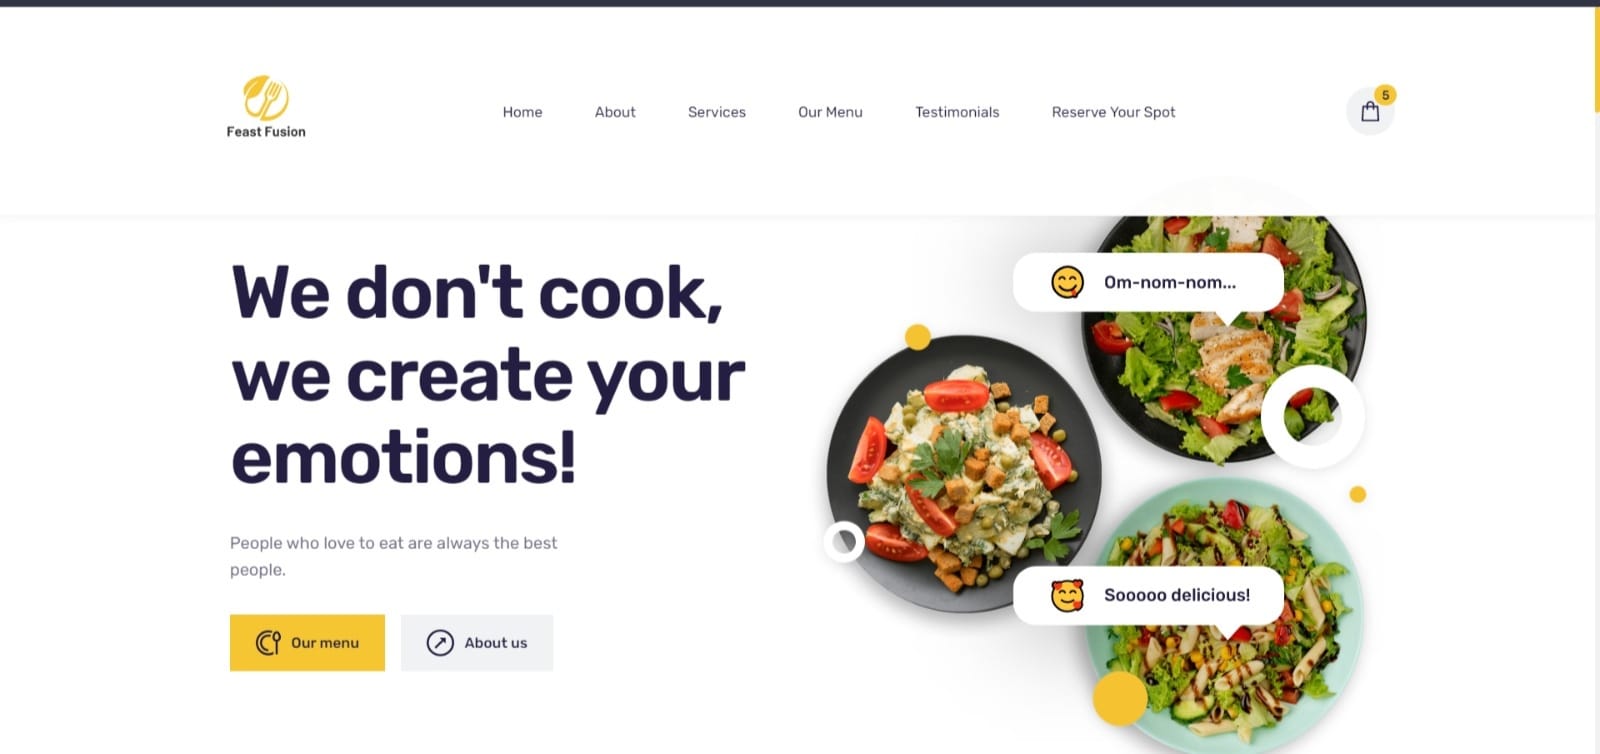 Feast Fusion
Home
About
Services
Our Menu
Testimonials
Reserve Your Spot
5
We don't cook,
we create your
emotions!
People who love to eat are always the best
people.
Our menu
About us
Om-nom-nom...
Sooooo delicious!